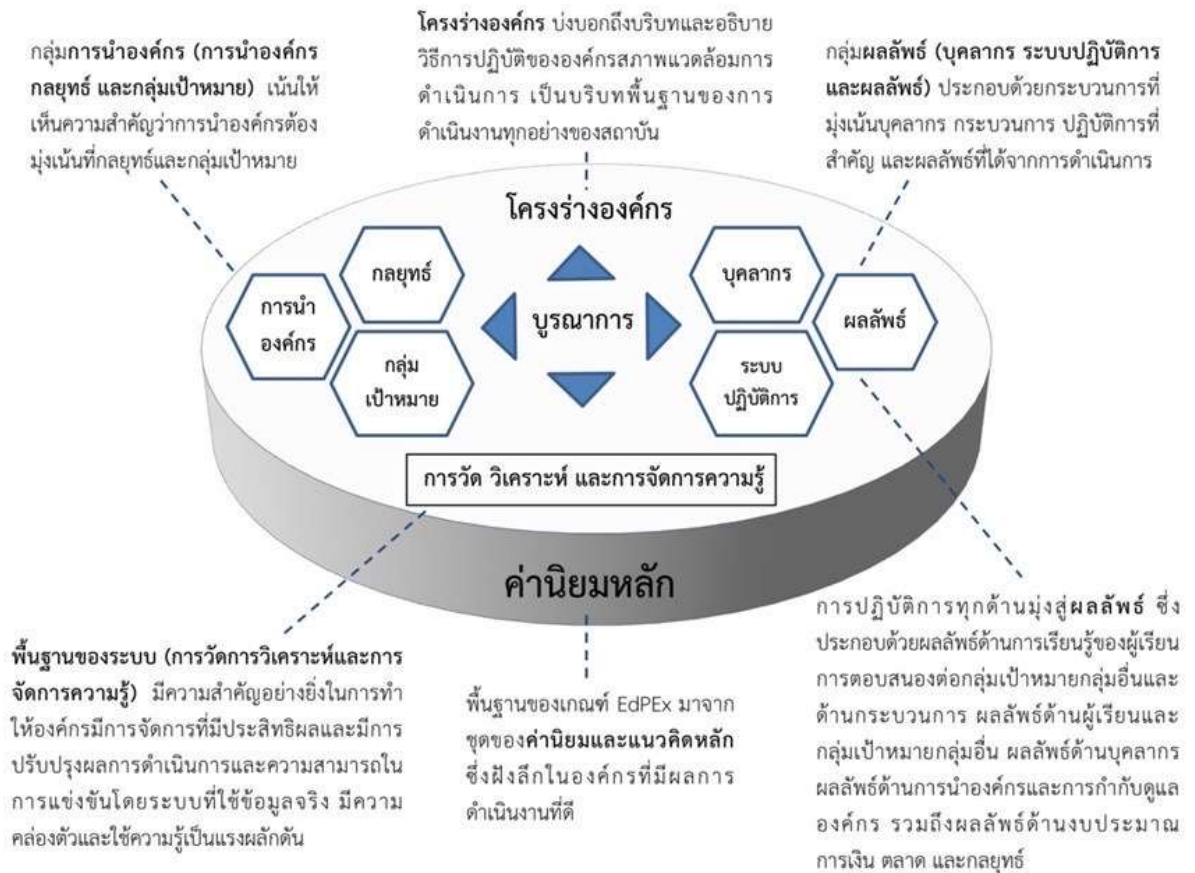 โครงร่างองค์กร บ่งบอกถึงบริบทและอธิบาย
วิธีการปฏิบัติขององค์กรสภาพแวดล้อมการ
ดำเนินการ เป็นบริบทพื้นฐานของการ
ดำเนินงานทุกอย่างของสถาบัน
กลุ่มการนำองค์กร (การนำองค์กร
กลยุทธ์ และกลุ่มเป้าหมาย) เน้นให้
เห็นความสำคัญว่าการนำองค์กรต้อง
มุ่งเน้นที่กลยุทธ์และกลุ่มเป้าหมาย
กลุ่มผลลัพธ์ (บุคลากร ระบบปฏิบัติการ
และผลลัพธ์) ประกอบด้วยกระบวนการที่
มุ่งเน้นบุคลากร กระบวนการ ปฏิบัติการที่
สำคัญ และผลลัพธ์ที่ได้จากการดำเนินการ
โครงร่างองค์กร
การนำ
องค์กร
กลยุทธ์
กลุ่ม
เป้าหมาย
บูรณาการ
บุคลากร
ระบบ
ปฏิบัติการ
ผลลัพธ์
การวัด วิเคราะห์ และการจัดการความรู้
ค่านิยมหลัก
พื้นฐานของระบบ (การวัดการวิเคราะห์และการ
จัดการความรู้) มีความสำคัญอย่างยิ่งในการทำ
ให้องค์กรมีการจัดการที่มีประสิทธิผลและมีการ
ปรับปรุงผลการดำเนินการและความสามารถใน
การแข่งขันโดยระบบที่ใช้ข้อมูลจริง มีความ
คล่องตัวและใช้ความรู้เป็นแรงผลักดัน
พื้นฐานของเกณฑ์ EdPEx มาจาก
ชุดของค่านิยมและแนวคิดหลัก
ซึ่งฝังลึกในองค์กรที่มีผลการ
ดำเนินงานที่ดี
การปฏิบัติการทุกด้านมุ่งสู่ผลลัพธ์ ซึ่ง
ประกอบด้วยผลลัพธ์ด้านการเรียนรู้ของผู้เรียน
การตอบสนองต่อกลุ่มเป้าหมายกลุ่มอื่นและ
ด้านกระบวนการ ผลลัพธ์ด้านผู้เรียนและ
กลุ่มเป้าหมายกลุ่มอื่น ผลลัพธ์ด้านบุคลากร
ผลลัพธ์ด้านการนำองค์กรและการกำกับดูแล
องค์กร รวมถึงผลลัพธ์ด้านงบประมาณ
การเงิน ตลาด และกลยุทธ์